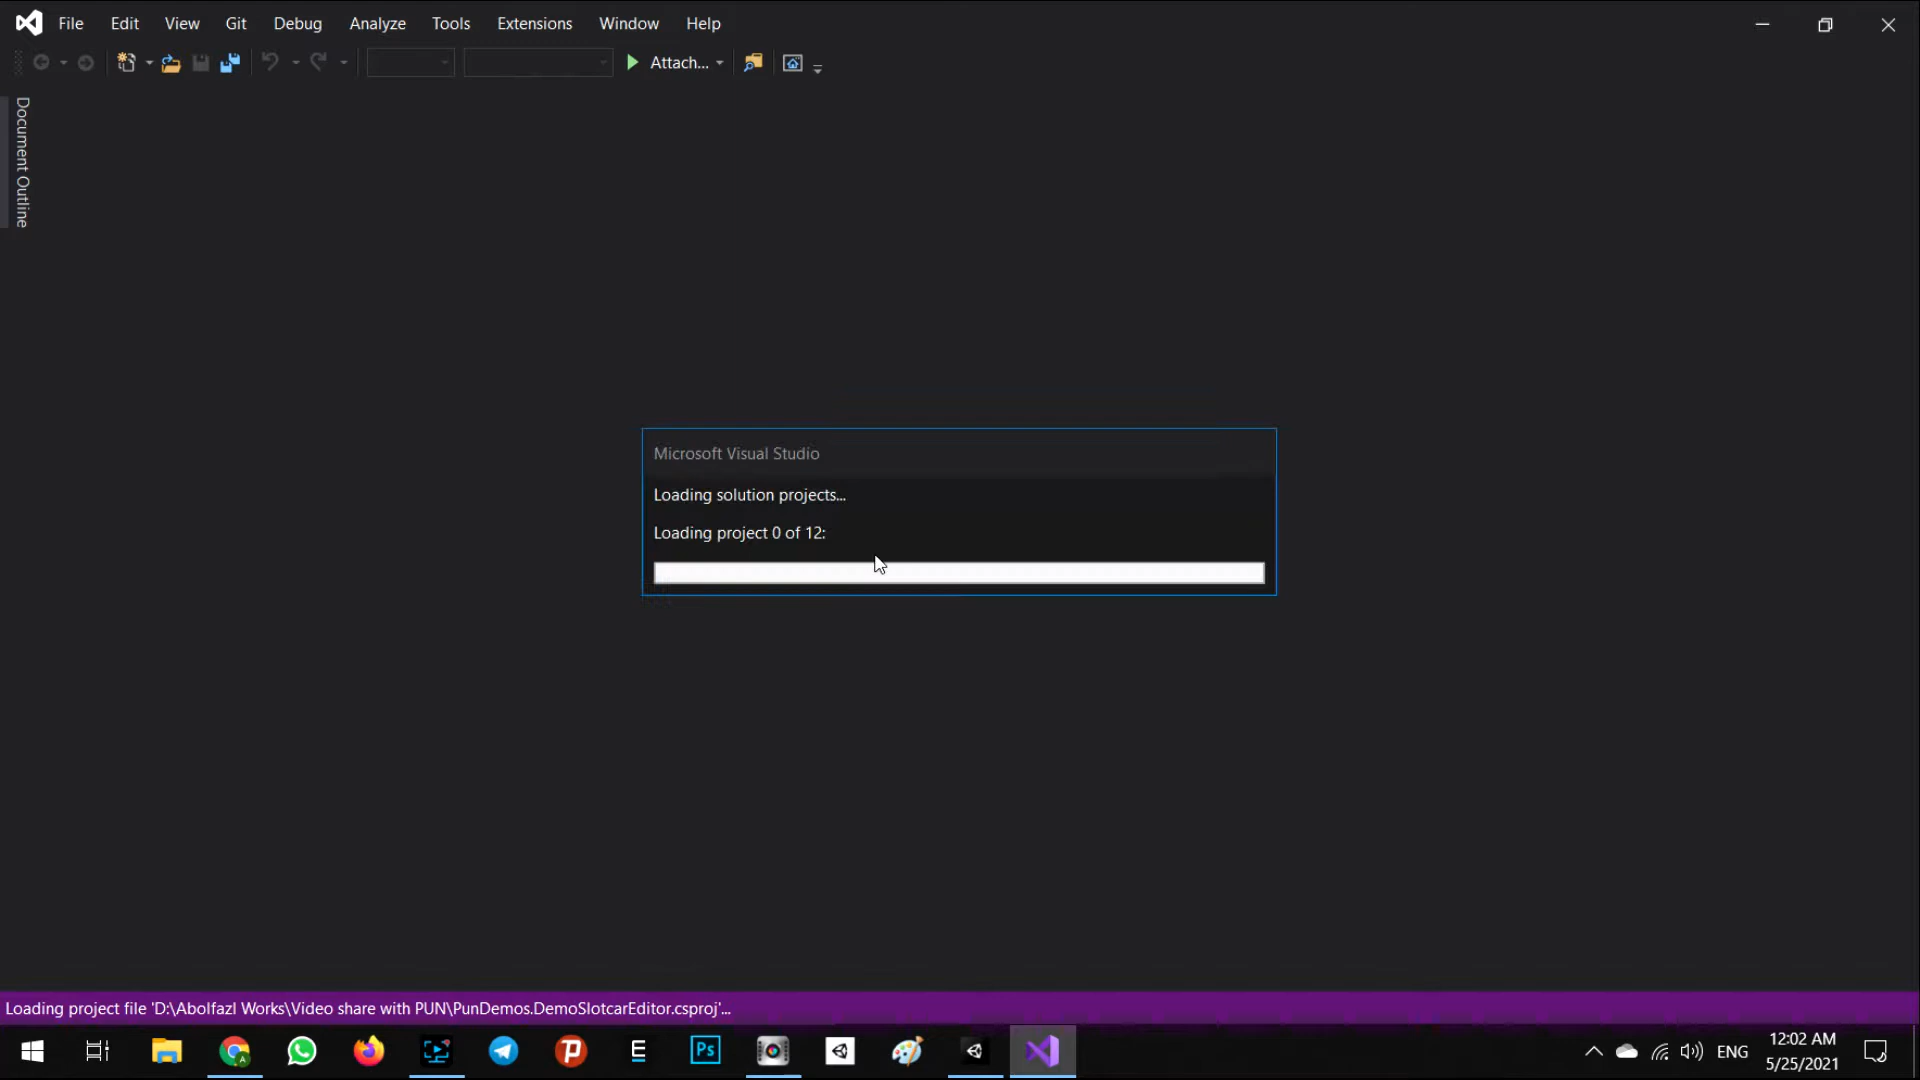 File Edit View Git Debug Analyze Tools Extensions Window Help
Attach...
Document Outline
Microsoft Visual Studio
Loading solution projects...
Loading project 0 of 12:
Loading project file 'D:\Abolfazl Works\Video share with PUN\PunDemos.DemoSlotcarEditor.csproj'...
Ps
ENG
12:02 AM
5/25/2021